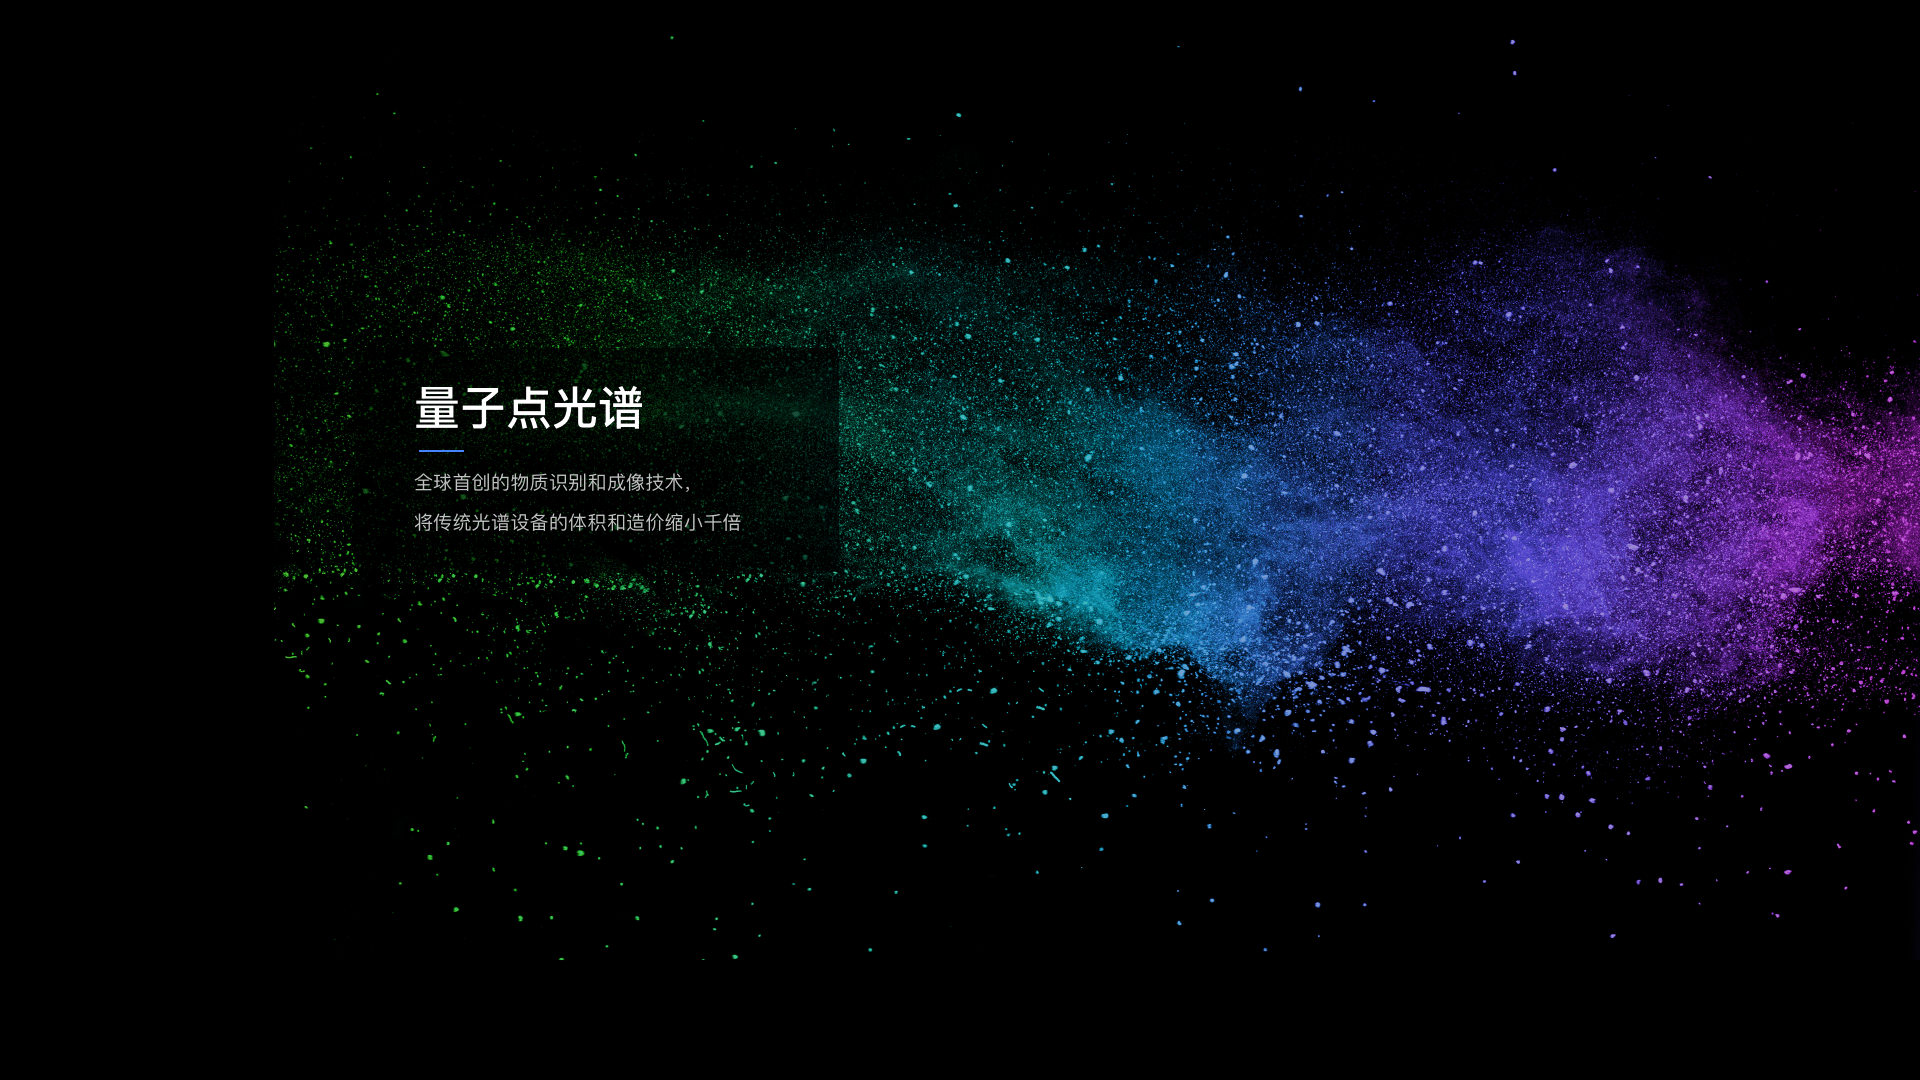 量子点光谱
全球首创的物质识别和成像技术，
将传统光谱设备的体积和造价缩小千倍